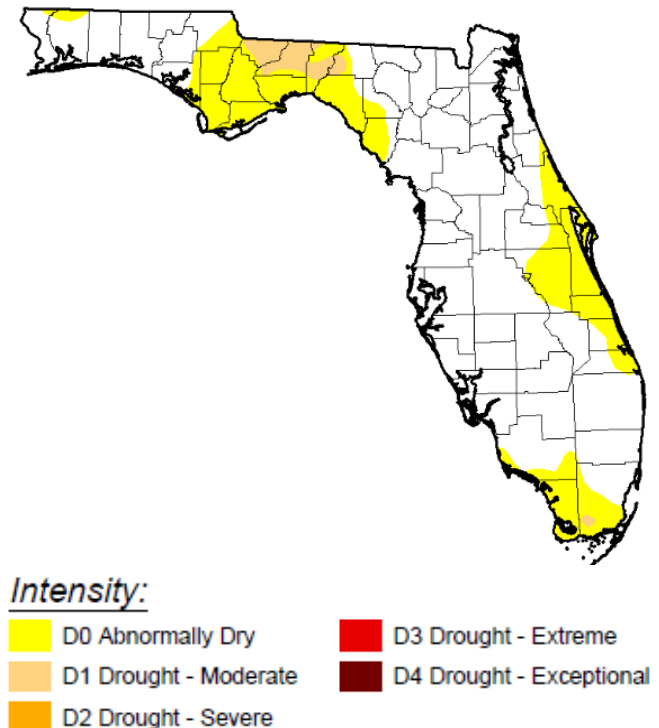 Intensity:
D0 Abnormally Dry
D1 Drought - Moderate
D2 Drought - Severe
D3 Drought - Extreme
D4 Drought - Exceptional